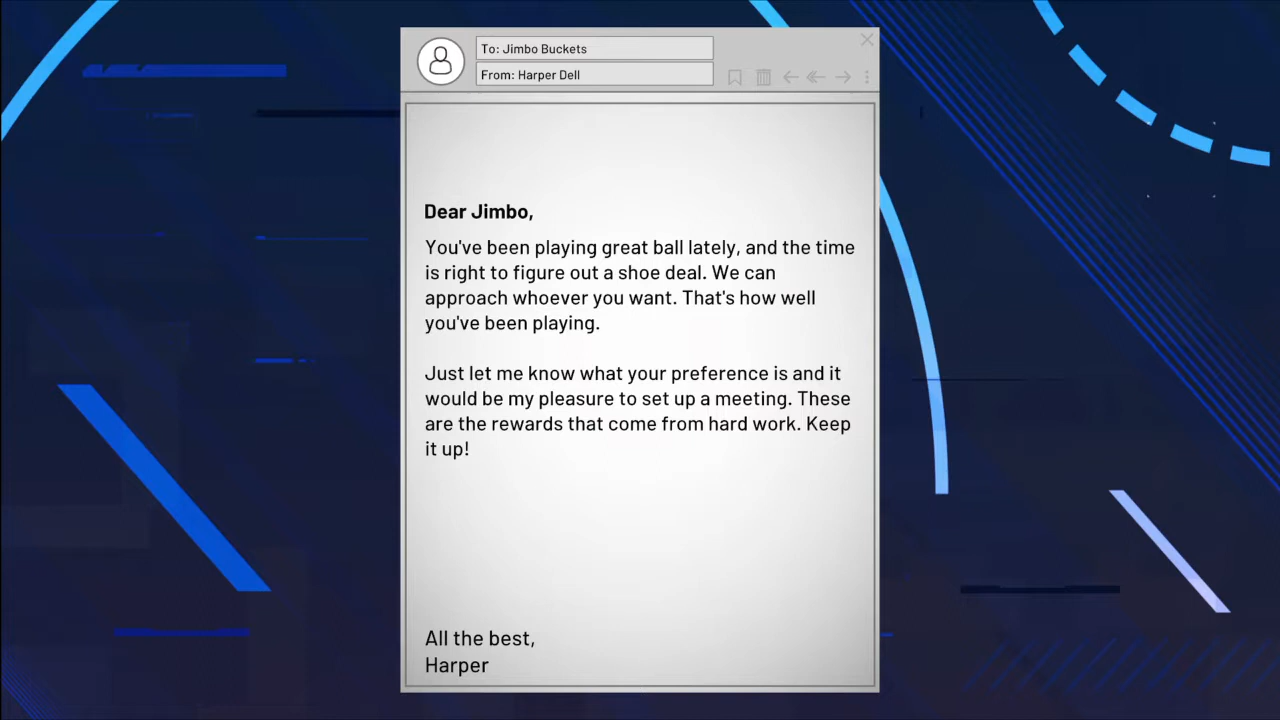 To: Jimbo Buckets
From: Harper Dell
Dear Jimbo,
You've been playing great ball lately, and the time
is right to figure out a shoe deal. We can
approach whoever you want. That's how well
you've been playing.
Just let me know what your preference is and it
would be my pleasure to set up a meeting. These
are the rewards that come from hard work. Keep
it up!
All the best,
Harper